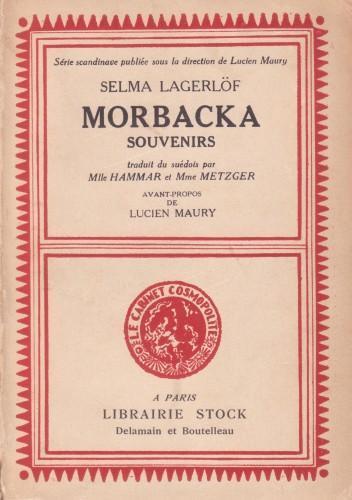 Série scandinave publiée sous la direction de Lucien Maury
SELMA LAGERLÖF
MORBACKA
SOUVENIRS
traduit du suédois par
Mlle HAMMAR et Mme METZGER
AVANT-PROPOS
DE
LUCIEN MAURY
LE CABINET COSMOPOLITE
A PARIS
LIBRAIRIE STOCK
Delamain et Boutelleau